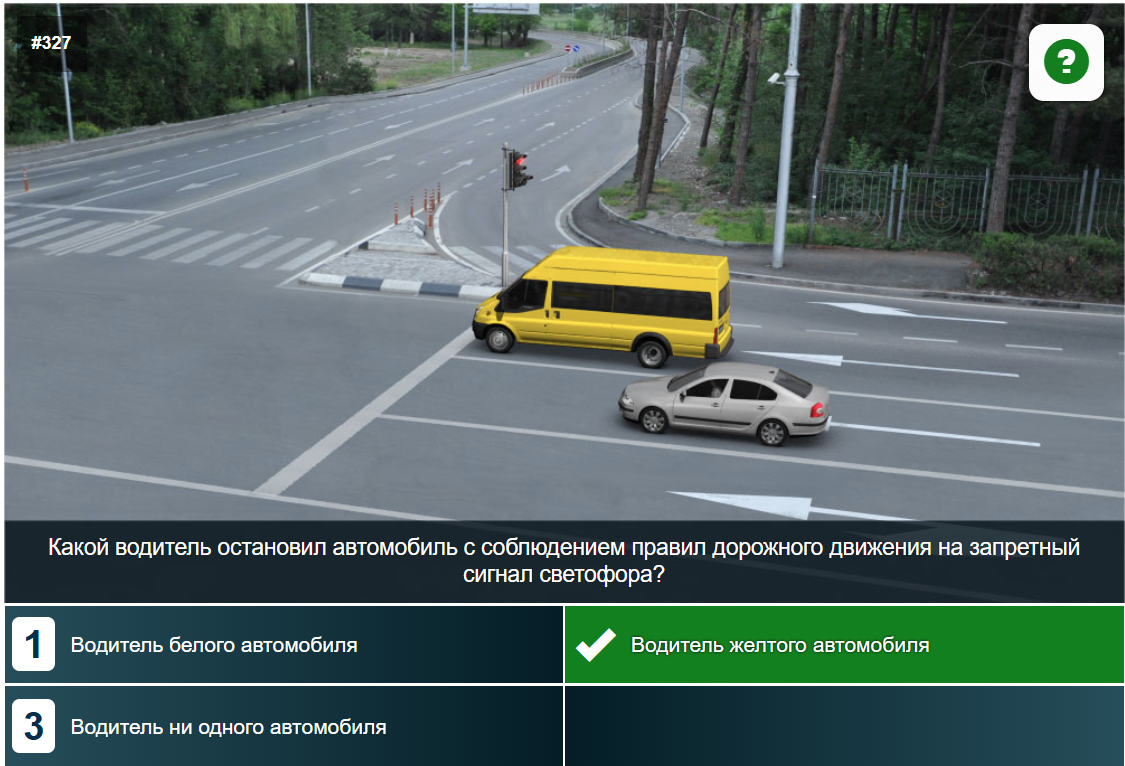 #327
?
Какой водитель остановил автомобиль с соблюдением правил дорожного движения на запретный
сигнал светофора?
1 Водитель белого автомобиля
Водитель желтого автомобиля
3 Водитель ни одного автомобиля